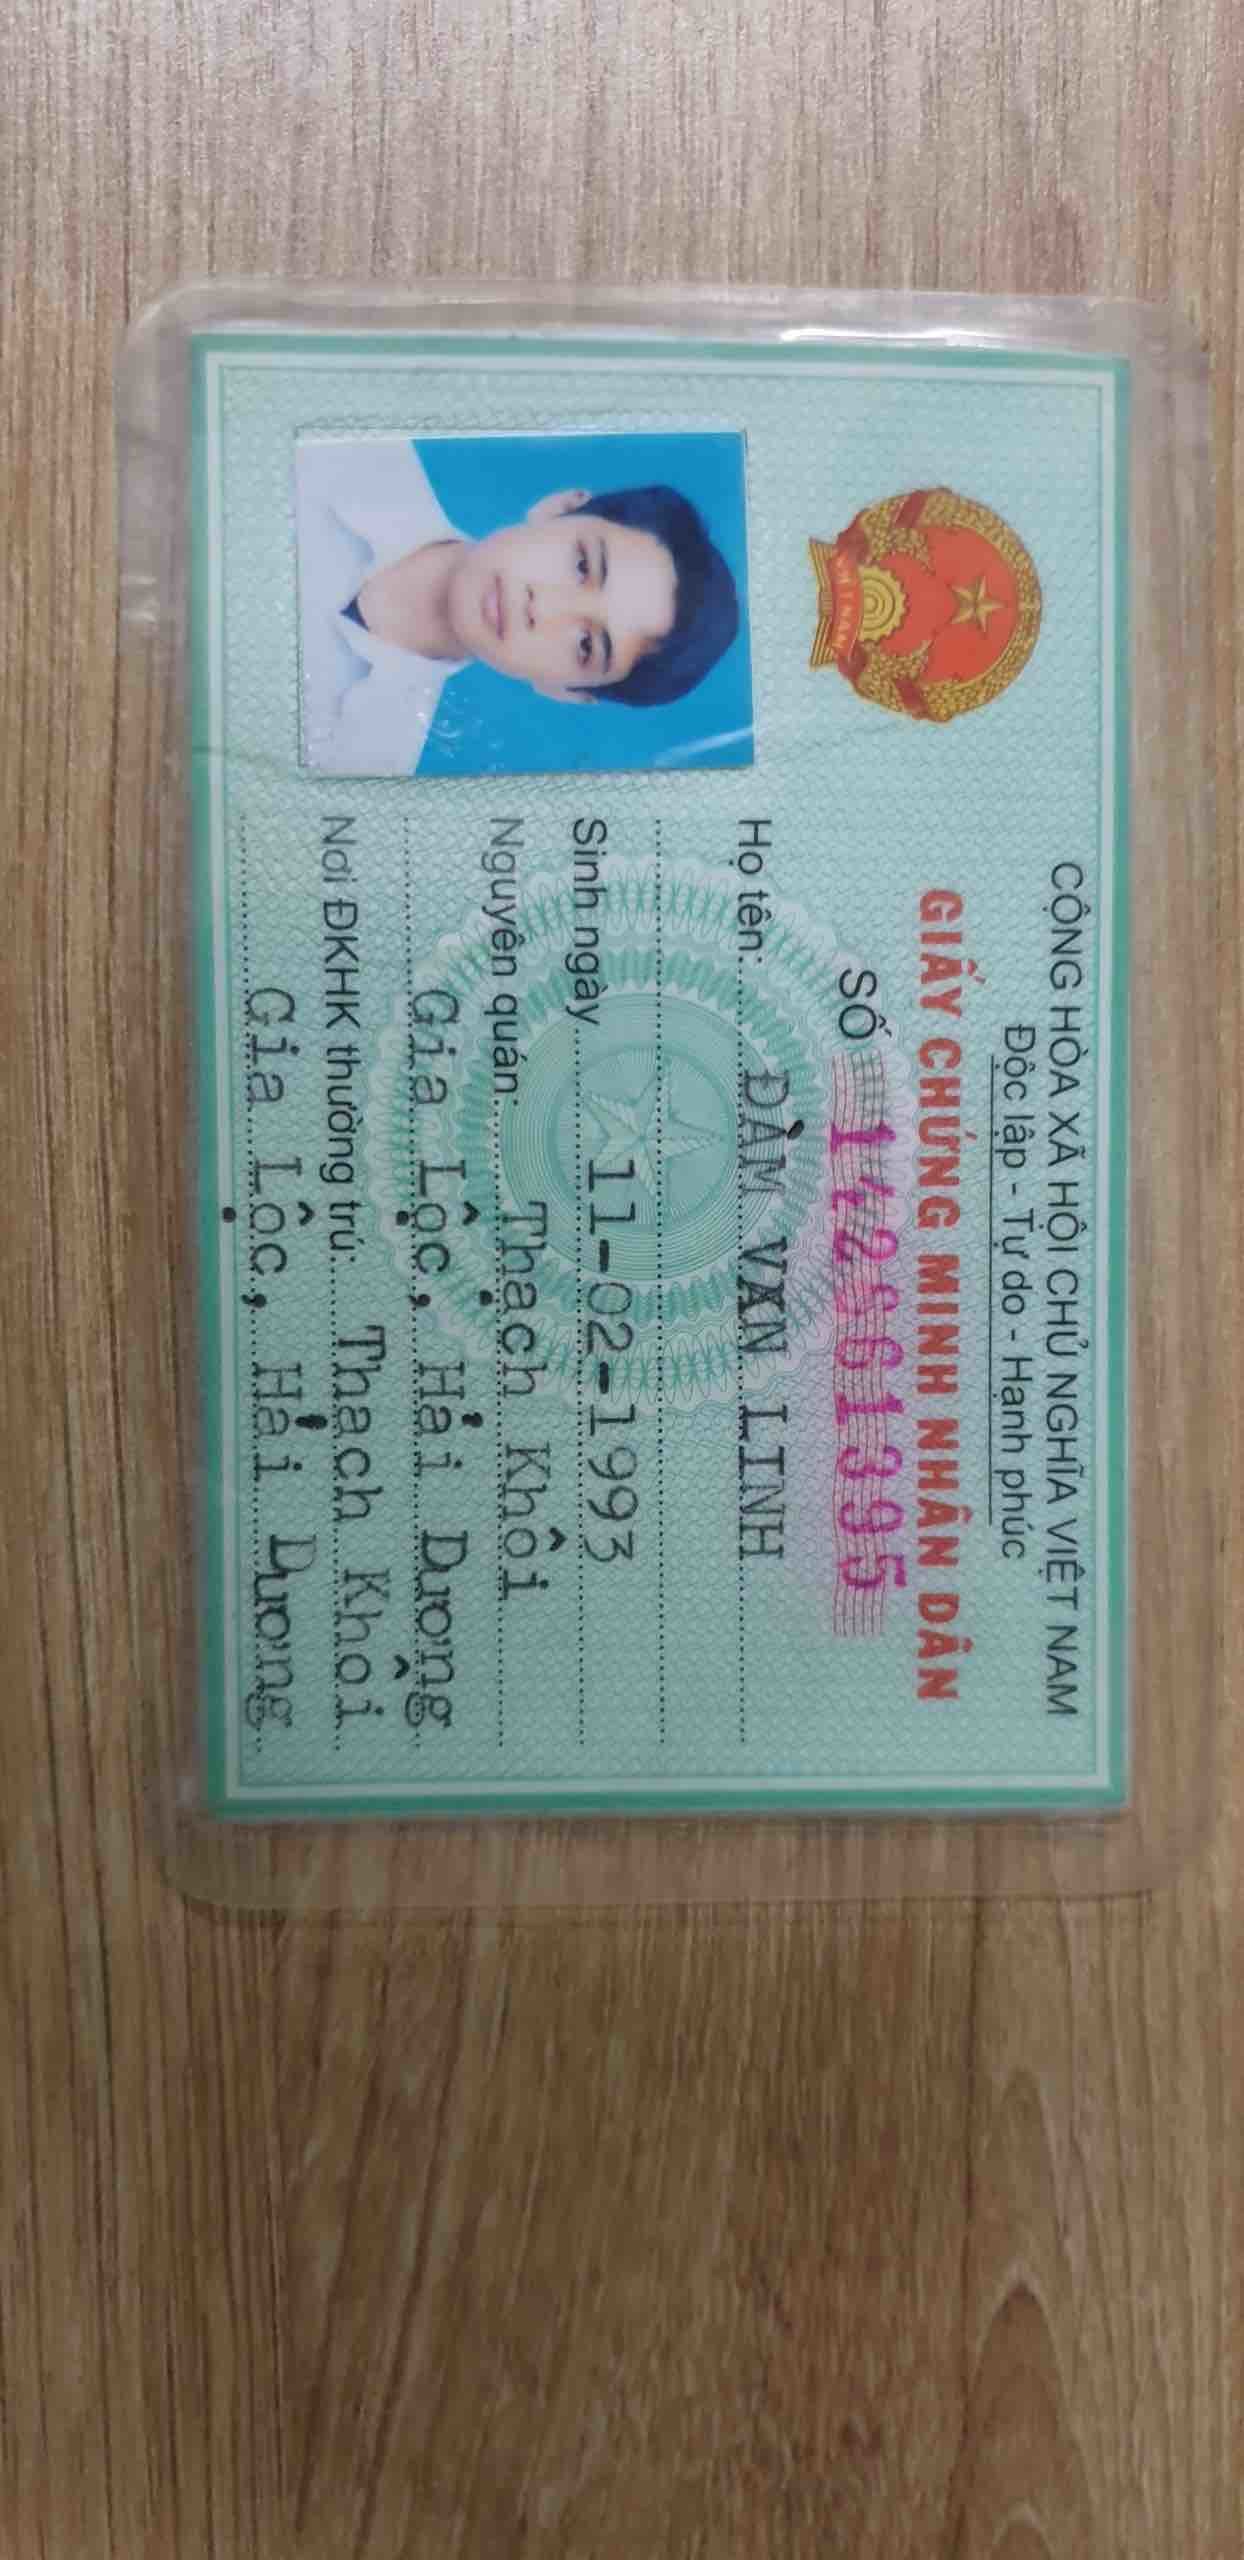 CỘNG HÒA XÃ HỘI CHỦ NGHĨA VIỆT NAM
Độc lập - Tự do - Hạnh phúc
GIẤY CHỨNG MINH NHÂN DÂN
SỐ 142661395
Họ tên: ĐÀM VĂN LINH
Sinh ngày 11-02-1993
Nguyên quán: Thạch Khôi
Gia Lộc, Hải Dương
Nơi ĐKHK thường trú: Thạch Khôi
Gia Lộc, Hải Dương